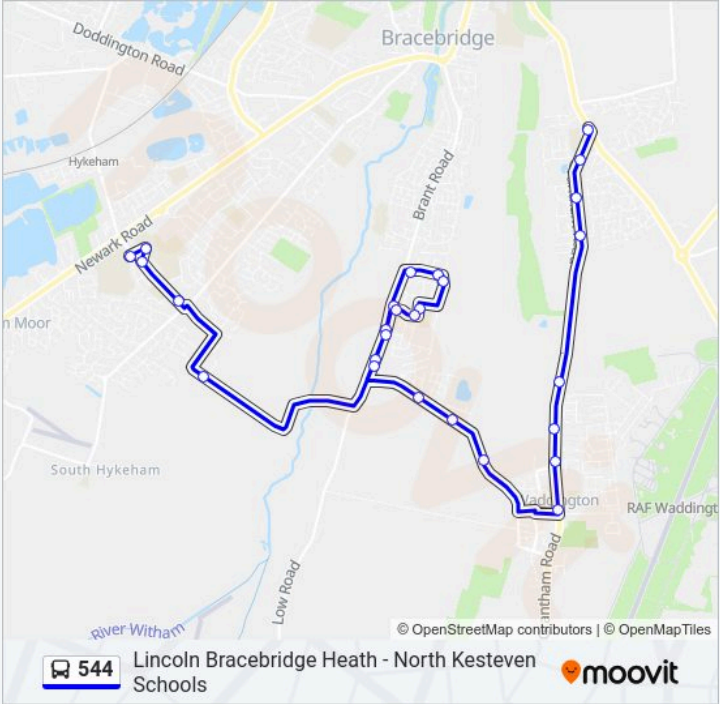 Doddington Road
Bracebridge
Hykeham
Brant Road
Newark Road
m Moor
South Hykeham
Waddington
RAF Waddingt
antham Road
Low Road
River Witham
© OpenStreetMap contributors | © OpenMapTiles
544
Lincoln Bracebridge Heath - North Kesteven
Schools
moovit